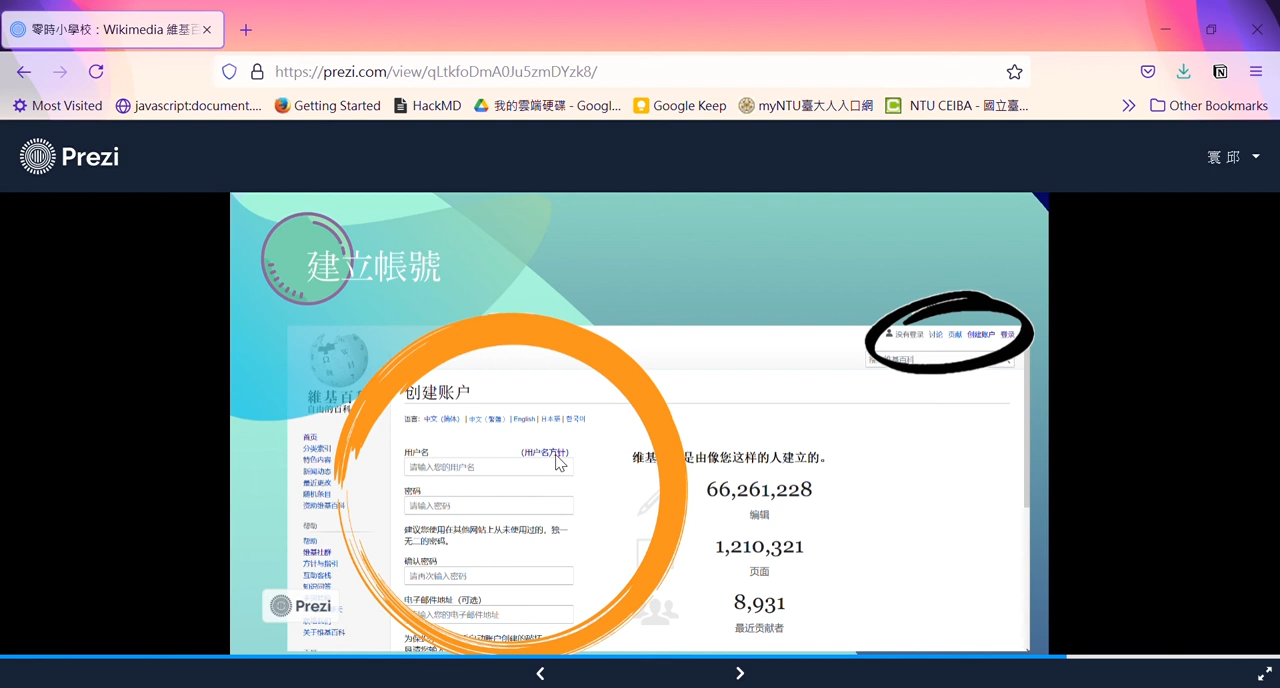 零時小學校：Wikimedia 維基百
https://prezi.com/view/qLtkfoDmA0Ju5zmDYzk8/
Most Visited
javascript:document....
Getting Started
HackMD
我的雲端硬碟 - Googl...
Google Keep
myNTU臺大人入口網
NTU CEIBA - 國立臺...
Other Bookmarks
Prezi
寰 邱
建立帳號
没有登录 讨论 贡献 创建账户 登录
維基百
自由的百科
创建账户
语言： 中文（简体） | 中文（繁體） | English | 日本語 | 한국어
首页
分类索引
特色内容
新闻动态
最近更改
随机条目
资助维基百科
帮助
帮助
维基社群
方针与指引
互助客栈
知识问答
关于维基百科
用户名
(用户名方针)
请输入您的用户名
密码
请输入密码
建议您使用在其他网站上从未使用过的，独一
无二的密码。
确认密码
请再次输入密码
电子邮件地址（可选）
输入您的电子邮件地址
维基 是由像您这样的人建立的。
66,261,228
编辑
1,210,321
页面
8,931
最近贡献者
Prezi